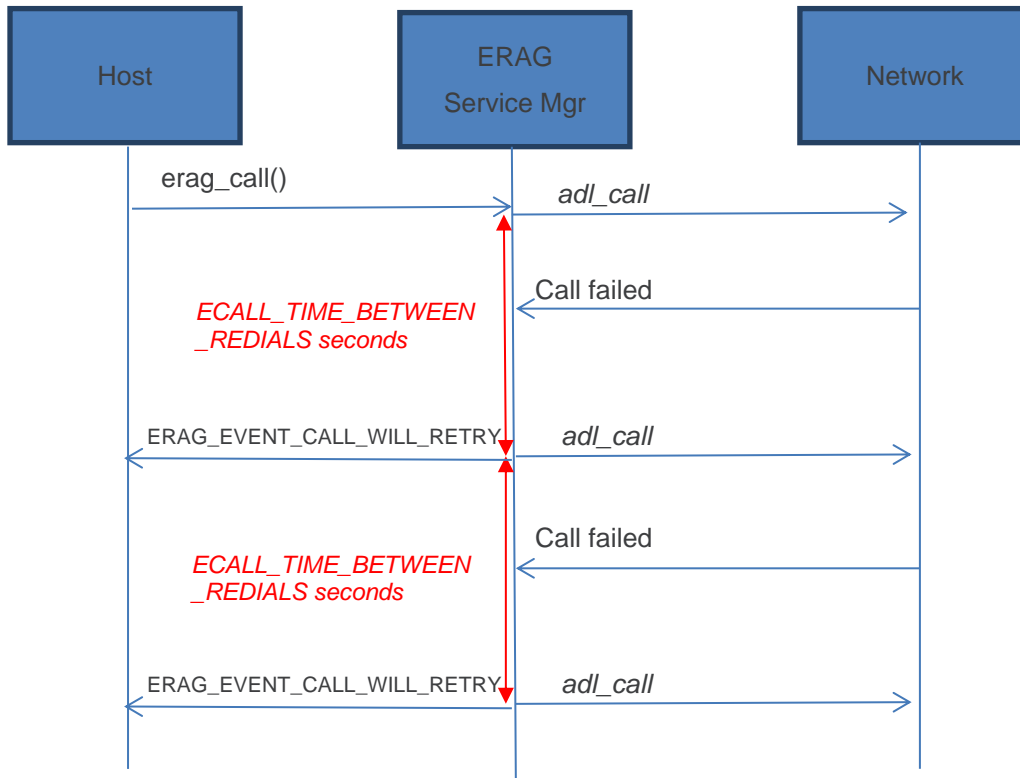 Host
ERAG
Service Mgr
Network
erag_call()
adl_call
Call failed
ECALL_TIME_BETWEEN
_REDIALS seconds
ERAG_EVENT_CALL_WILL_RETRY
adl_call
Call failed
ECALL_TIME_BETWEEN
_REDIALS seconds
ERAG_EVENT_CALL_WILL_RETRY
adl_call